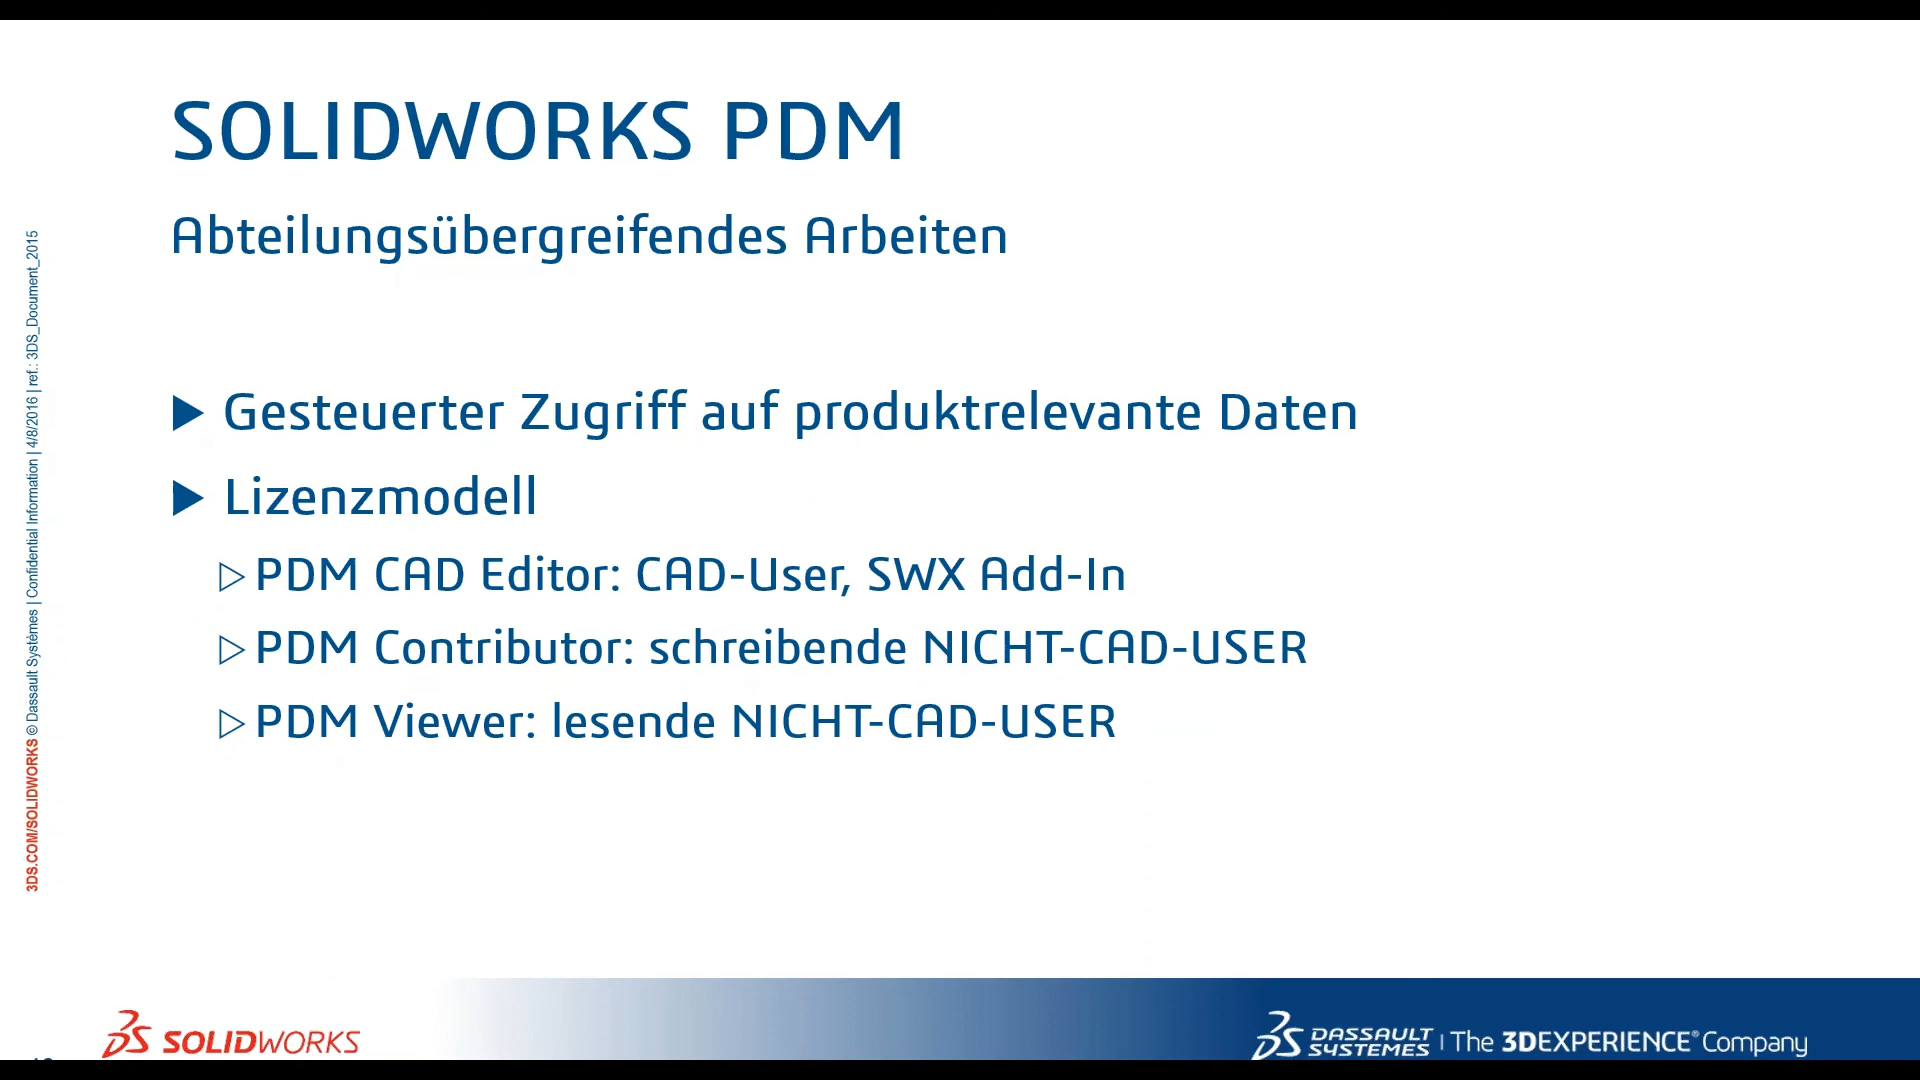 SOLIDWORKS PDM
Abteilungsübergreifendes Arbeiten
Gesteuerter Zugriff auf produktrelevante Daten
Lizenzmodell
PDM CAD Editor: CAD-User, SWX Add-In
PDM Contributor: schreibende NICHT-CAD-USER
PDM Viewer: lesende NICHT-CAD-USER
3DS.COM/SOLIDWORKS © Dassault Systèmes | Confidential Information | 4/8/2016 | ref.: 3DS_Document_2015
SOLIDWORKS
DASSAULT SYSTEMES | The 3DEXPERIENCE® Company